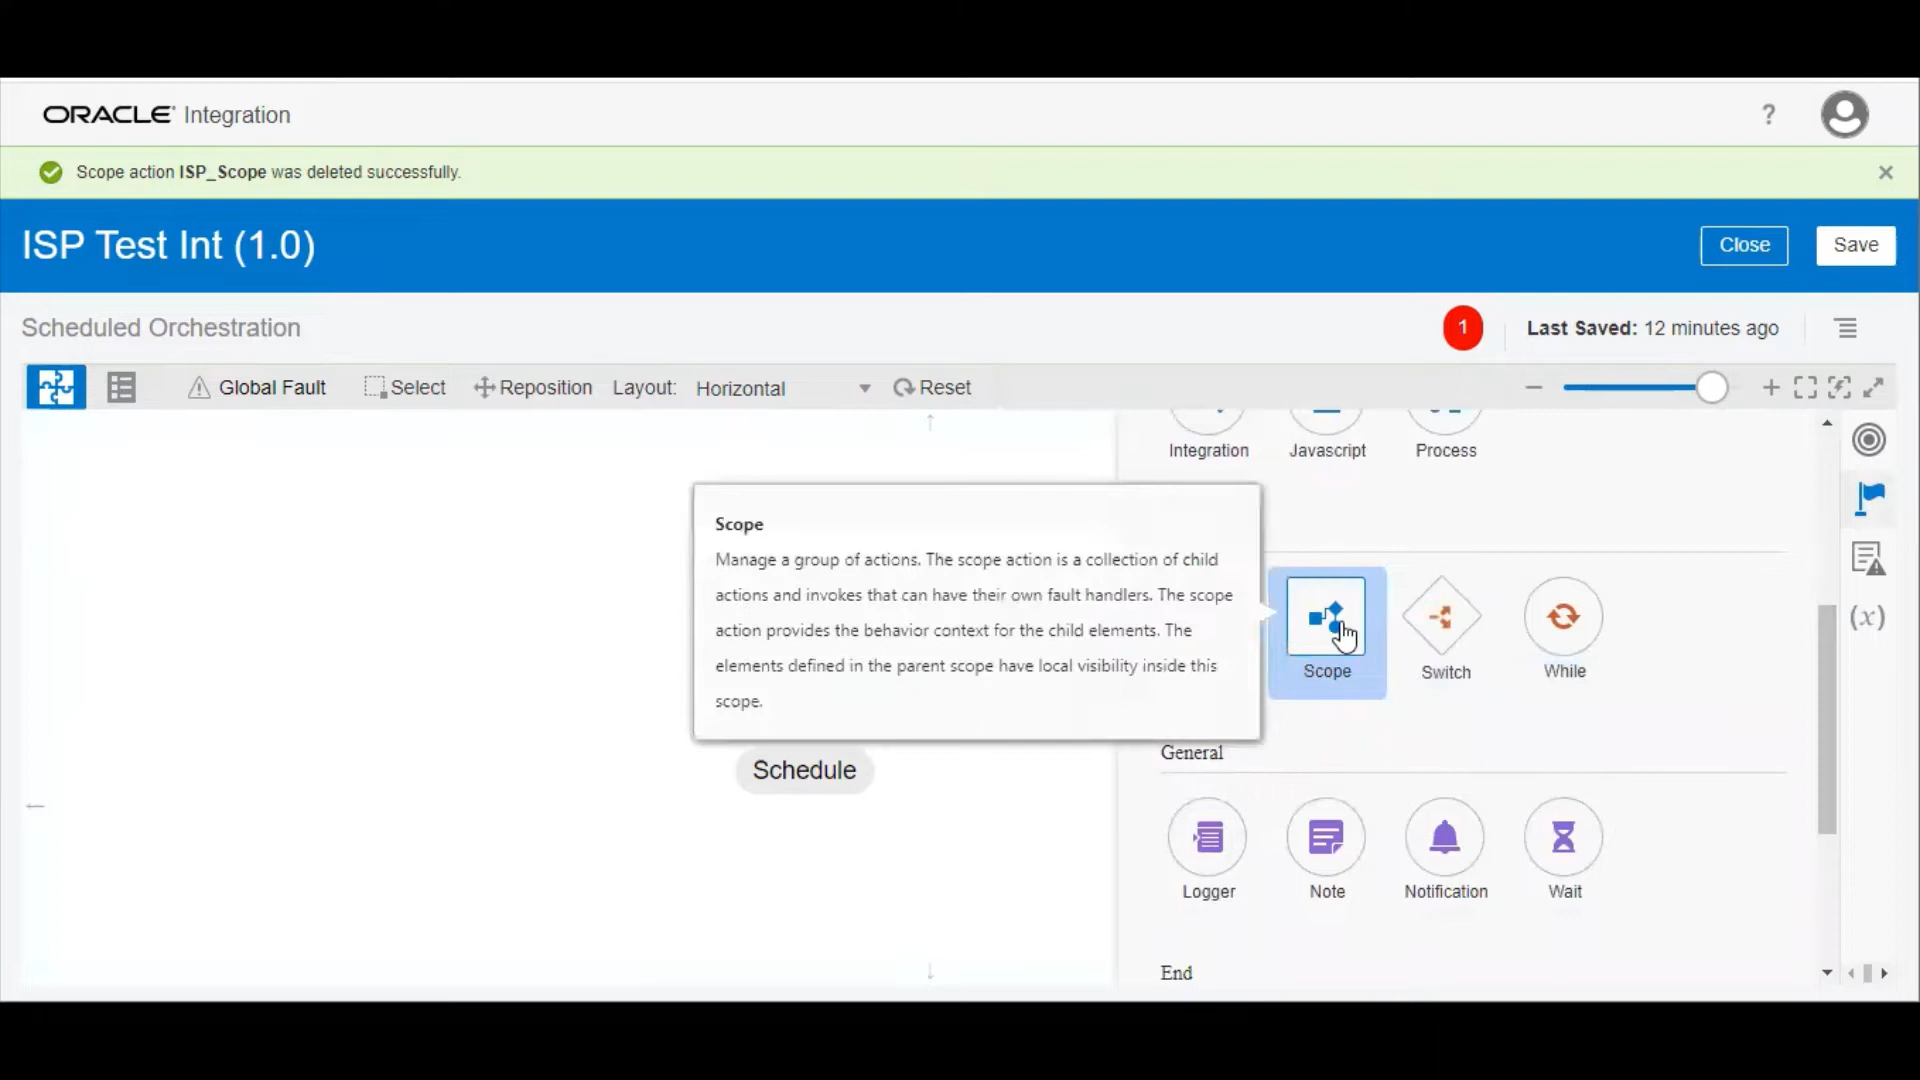 ORACLE Integration
?
Scope action ISP_Scope was deleted successfully.
ISP Test Int (1.0)
Close
Save
Scheduled Orchestration
1
Last Saved: 12 minutes ago
Global Fault
Select
Reposition
Layout:
Horizontal
Reset
Integration
Javascript
Process
Scope
Manage a group of actions. The scope action is a collection of child
actions and invokes that can have their own fault handlers. The scope
action provides the behavior context for the child elements. The
elements defined in the parent scope have local visibility inside this
scope.
Scope
Switch
While
(x)
General
Schedule
Logger
Note
Notification
Wait
End